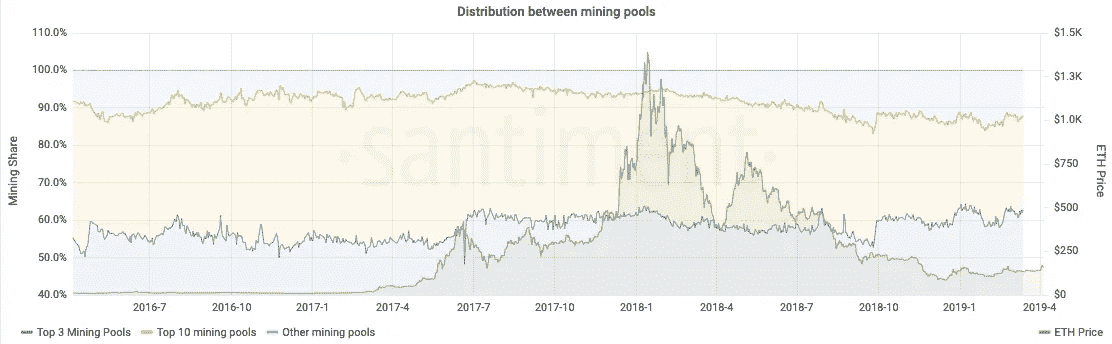 Distribution between mining pools
110.0%
100.0%
90.0%
80.0%
70.0%
60.0%
50.0%
40.0%
Mining Share
$1.5K
$1.3K
$1.0K
$750
$500
$250
$0
ETH Price
·santiment·
2016-7 2016-10 2017-1 2017-4 2017-7 2017-10 2018-1 2018-4 2018-7 2018-10 2019-1 2019-4
Top 3 Mining Pools Top 10 mining pools Other mining pools ETH Price